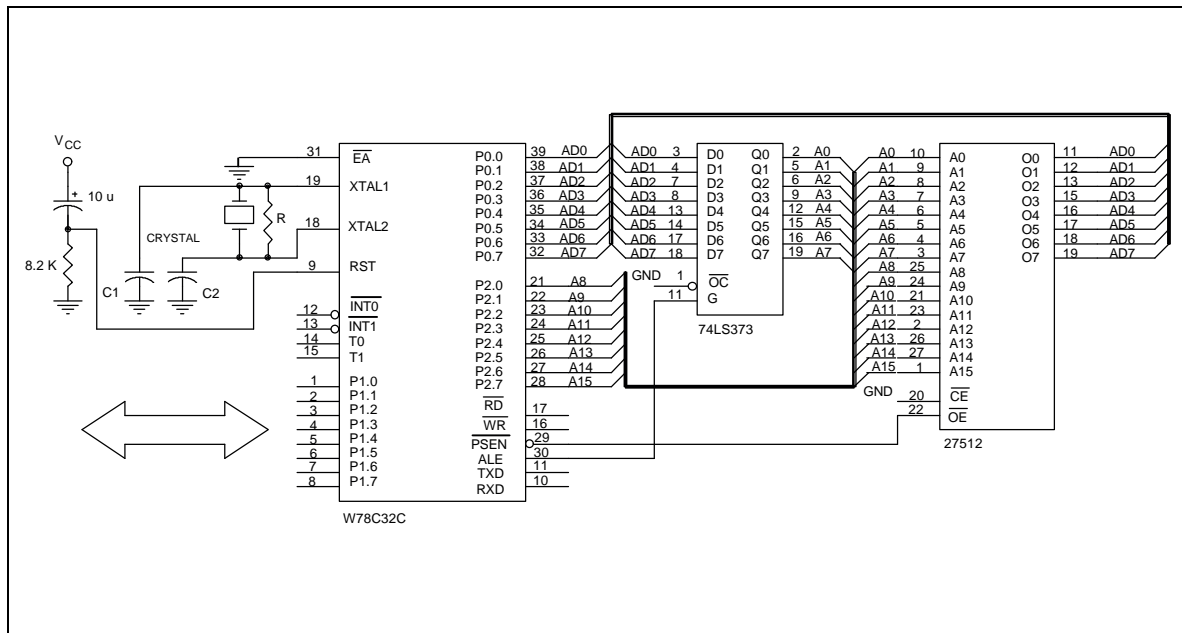 VCC
10 u
8.2 K
C1
C2
CRYSTAL
R
31 EA
19 XTAL1
18 XTAL2
9 RST
12 INT0
13 INT1
14 T0
15 T1
1 P1.0
2 P1.1
3 P1.2
4 P1.3
5 P1.4
6 P1.5
7 P1.6
8 P1.7
P0.0 39 AD0
P0.1 38 AD1
P0.2 37 AD2
P0.3 36 AD3
P0.4 35 AD4
P0.5 34 AD5
P0.6 33 AD6
P0.7 32 AD7
P2.0 21 A8
P2.1 22 A9
P2.2 23 A10
P2.3 24 A11
P2.4 25 A12
P2.5 26 A13
P2.6 27 A14
P2.7 28 A15
RD 17
WR 16
PSEN 29
ALE 30
TXD 11
RXD 10
W78C32C
AD0 3 D0 Q0 2 A0
AD1 4 D1 Q1 5 A1
AD2 7 D2 Q2 6 A2
AD3 8 D3 Q3 9 A3
AD4 13 D4 Q4 12 A4
AD5 14 D5 Q5 15 A5
AD6 17 D6 Q6 16 A6
AD7 18 D7 Q7 19 A7
GND 1 OC
11 G
74LS373
A0 10 A0 O0 11 AD0
A1 9 A1 O1 12 AD1
A2 8 A2 O2 13 AD2
A3 7 A3 O3 15 AD3
A4 6 A4 O4 16 AD4
A5 5 A5 O5 17 AD5
A6 4 A6 O6 18 AD6
A7 3 A7 O7 19 AD7
A8 25 A8
A9 24 A9
A10 21 A10
A11 23 A11
A12 2 A12
A13 26 A13
A14 27 A14
A15 1 A15
GND 20 CE
22 OE
27512